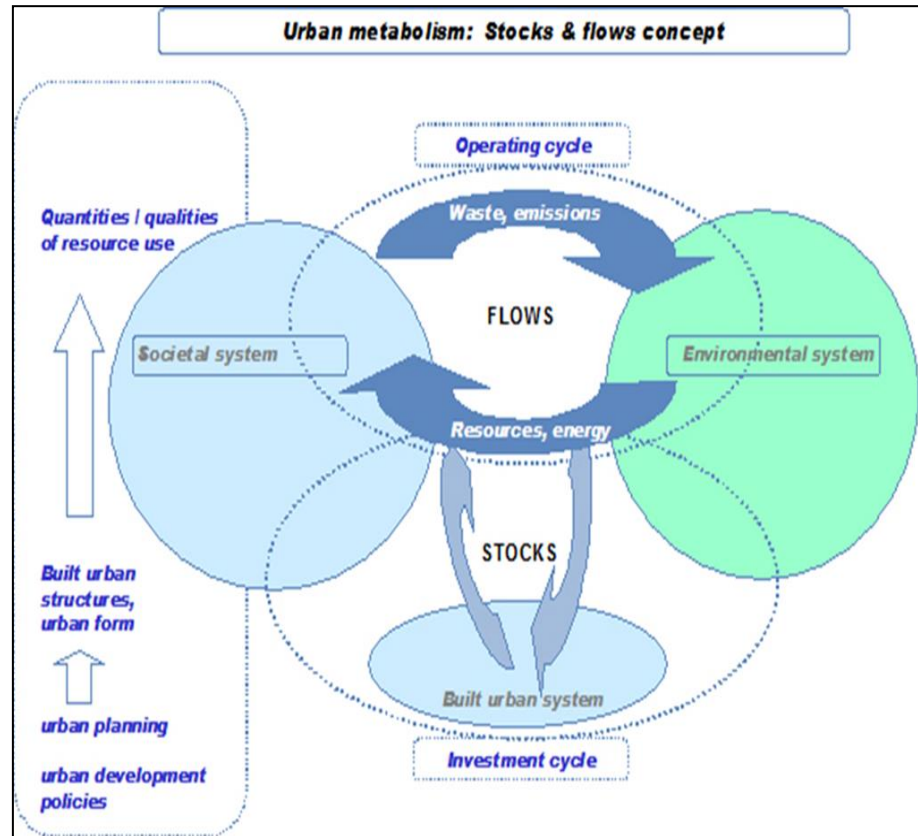 Urban metabolism: Stocks & flows concept
Operating cycle
Waste, emissions
Quantities / qualities
of resource use
FLOWS
Societal system
Environmental system
Resources, energy
STOCKS
Built urban
structures,
urban form
Built urban system
urban planning
Investment cycle
urban development
policies